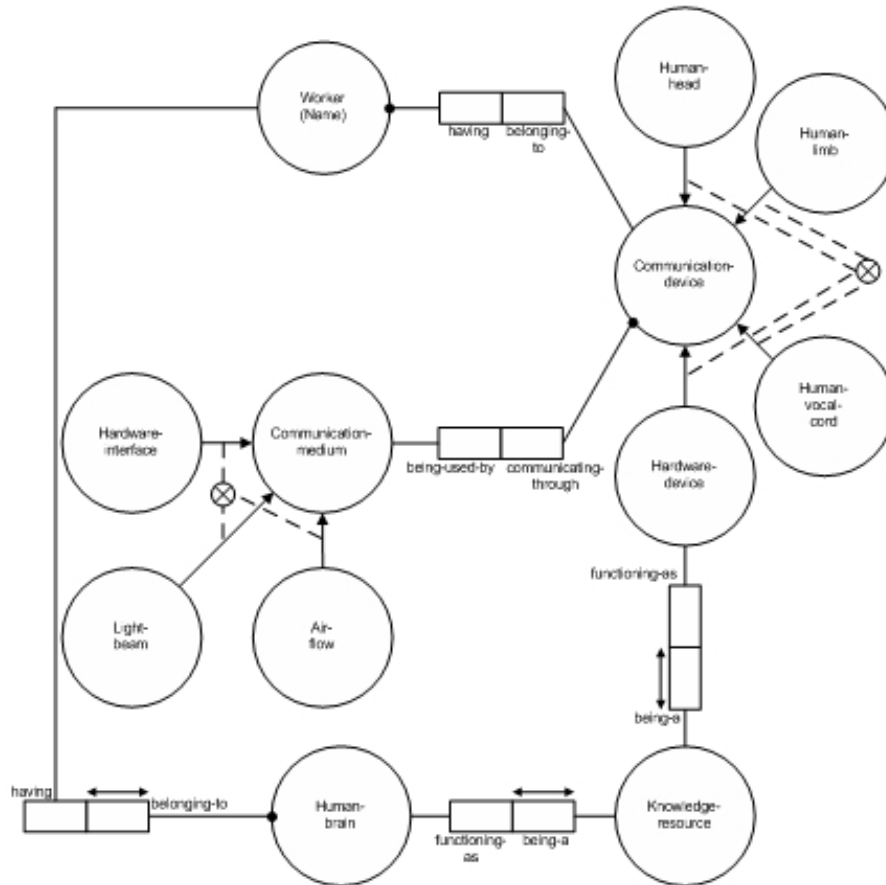 Human-
head
Worker
(Name)
having
belonging-
to
Human-
limb
Communication-
device
Human-
vocal-
cord
Hardware-
interface
Communication-
medium
being-used-by
communicating-
through
Hardware-
device
functioning-as
Light-
beam
Air-
flow
being-a
having
belonging-to
Human-
brain
functioning-
as
being-a
Knowledge-
resource